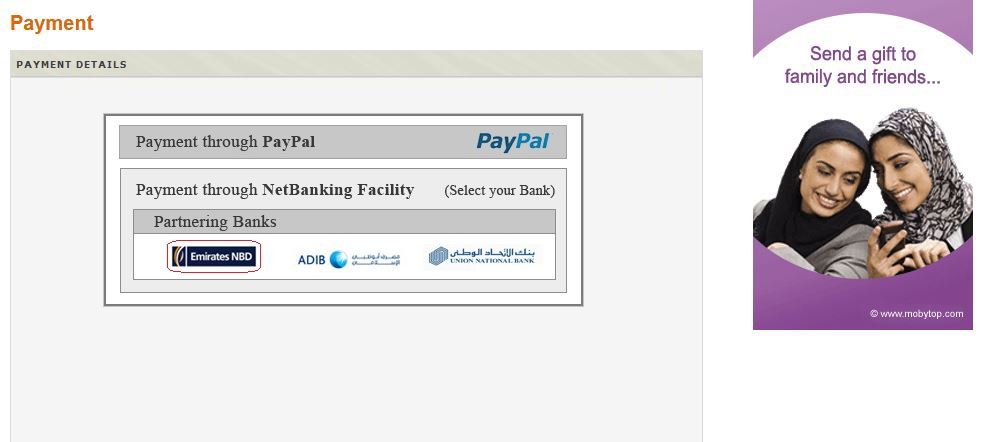 Payment
PAYMENT DETAILS
Payment through PayPal
PayPal
Payment through NetBanking Facility (Select your Bank)
Partnering Banks
Emirates NBD
ADIB
مصرف أبوظبي
الإسلامي
بنك الاتحاد الوطني
UNION NATIONAL BANK
Send a gift to
family and friends...
© www.mobytop.com